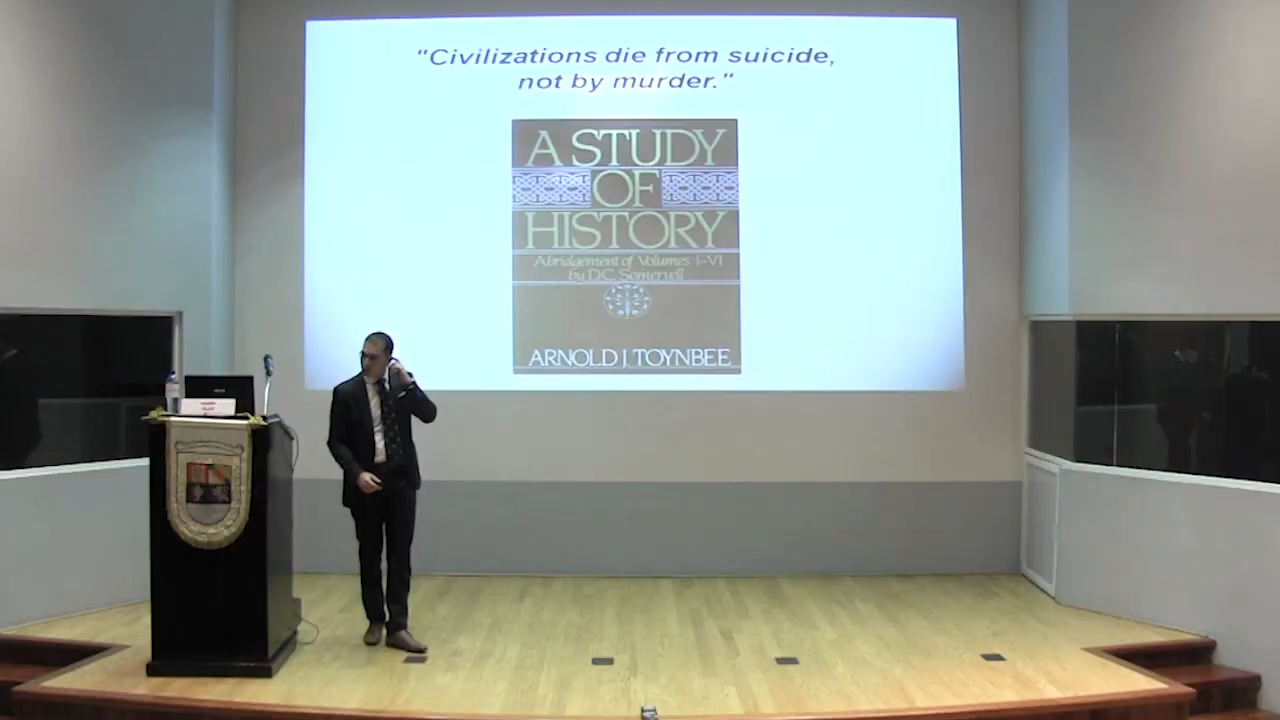 "Civilizations die from suicide,
not by murder."
A STUDY
OF
HISTORY
Abridgement of Volumes I–VI
by D.C. Somervell
ARNOLD J. TOYNBEE